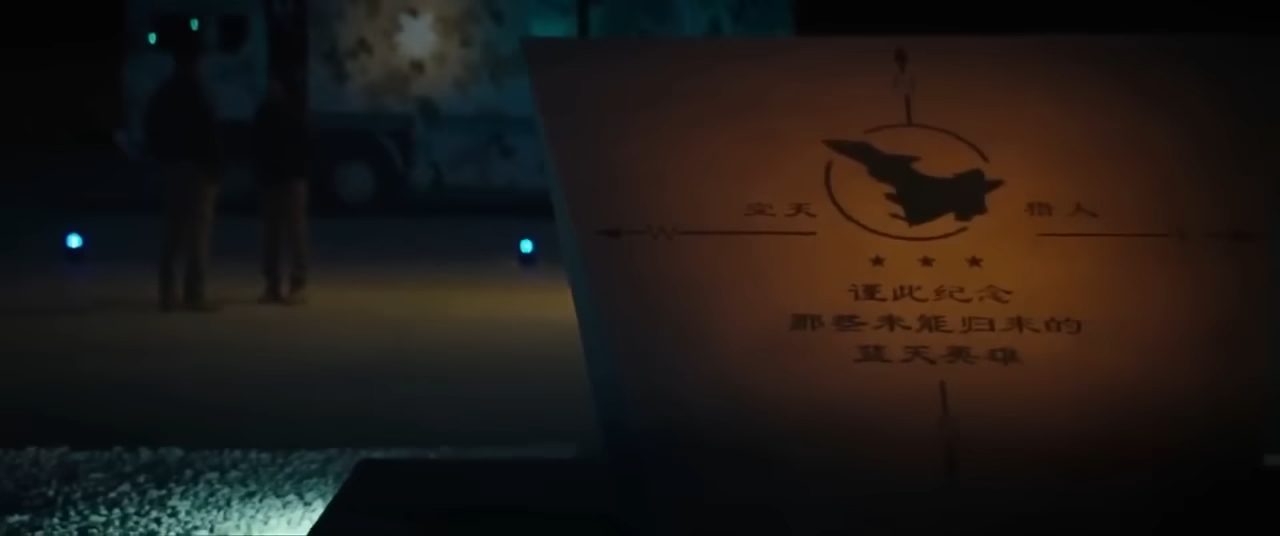 空天 猎人
谨此纪念
那些未能归来的
蓝天英雄